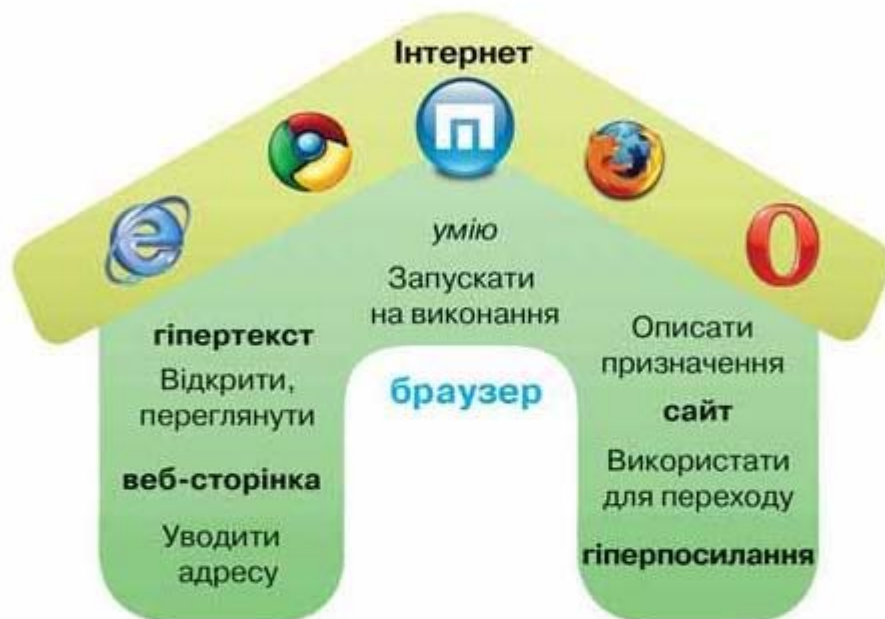 Інтернет
умію
Запускати
на виконання
браузер
гіпертекст
Відкрити,
переглянути
веб-сторінка
Уводити
адресу
Описати
призначення
сайт
Використати
для переходу
гіперпосилання